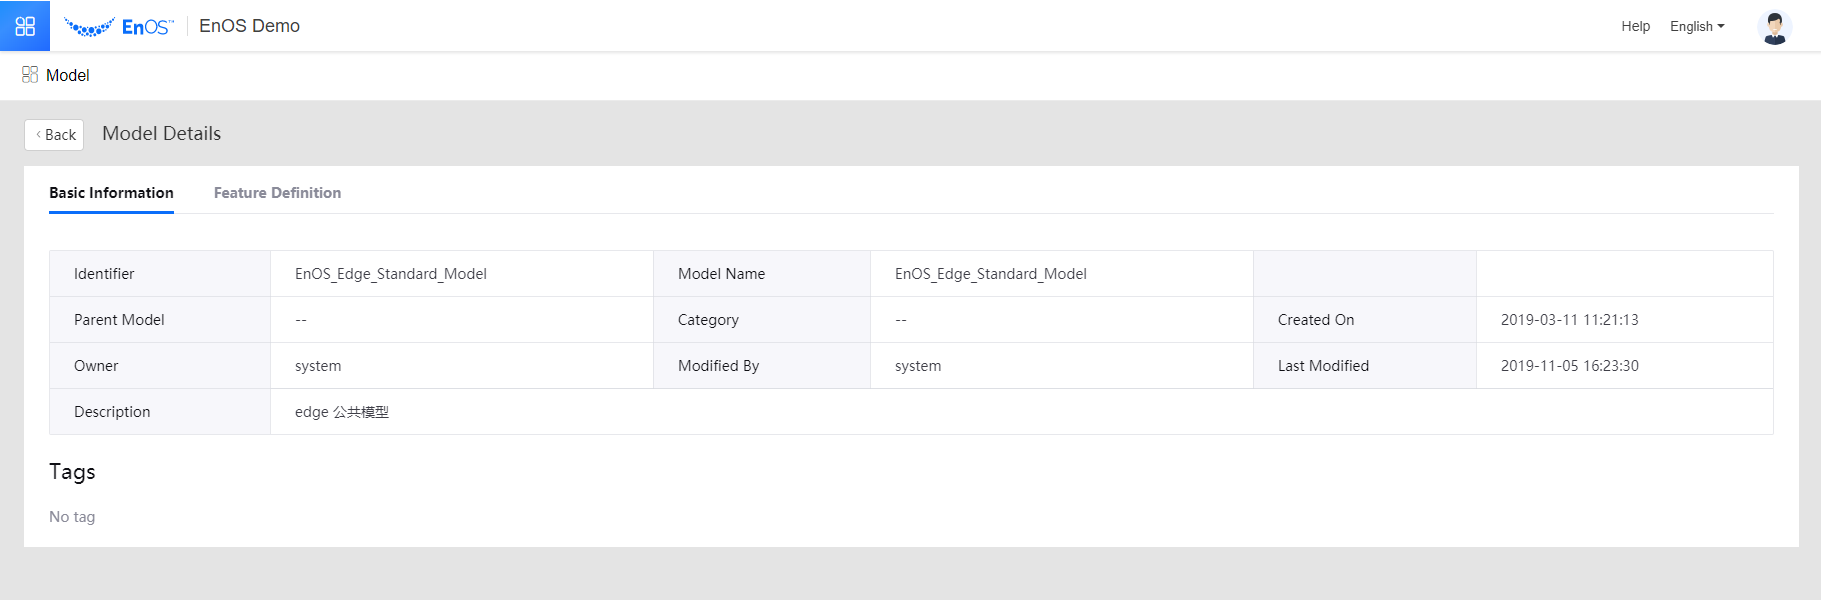 EnOS™ EnOS Demo Help English
Model
Back Model Details
Basic Information Feature Definition
Identifier EnOS_Edge_Standard_Model Model Name EnOS_Edge_Standard_Model
Parent Model -- Category -- Created On 2019-03-11 11:21:13
Owner system Modified By system Last Modified 2019-11-05 16:23:30
Description edge 公共模型
Tags
No tag